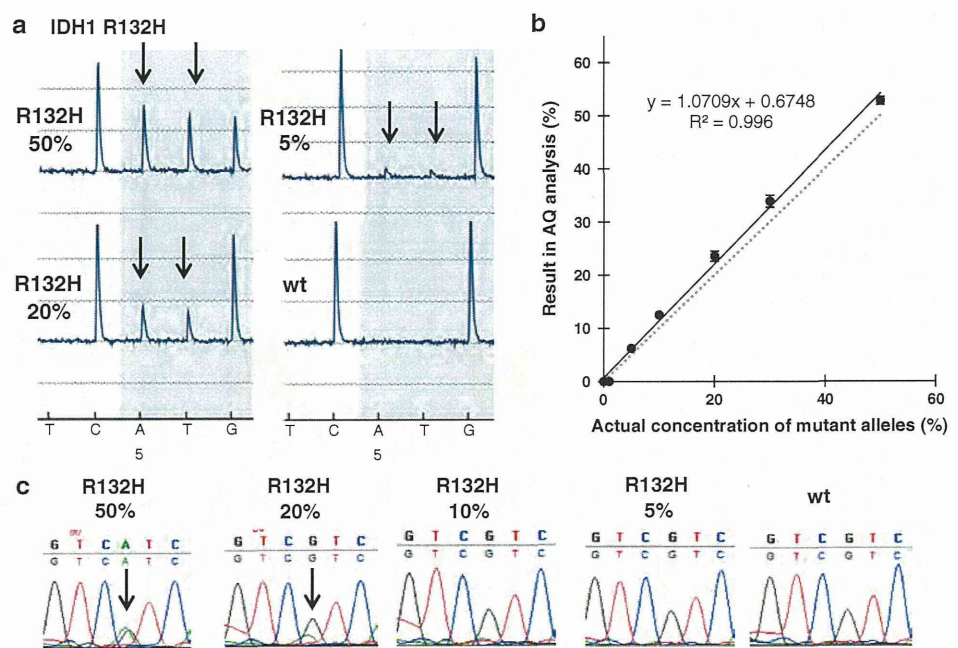 a
IDH1 R132H
R132H
50%
R132H
5%
R132H
20%
wt
T C A T G
5
T C A T G
5
b
Result in AQ analysis (%)
60
50
40
30
20
10
0
y = 1.0709x + 0.6748
R² = 0.996
0 20 40 60
Actual concentration of mutant alleles (%)
c
R132H
50%
G T C A T C
G T C A T C
R132H
20%
G T C G T C
G T C G T C
R132H
10%
G T C G T C
G T C G T C
R132H
5%
G T C G T C
G T C G T C
wt
G T C G T C
G T C G T C